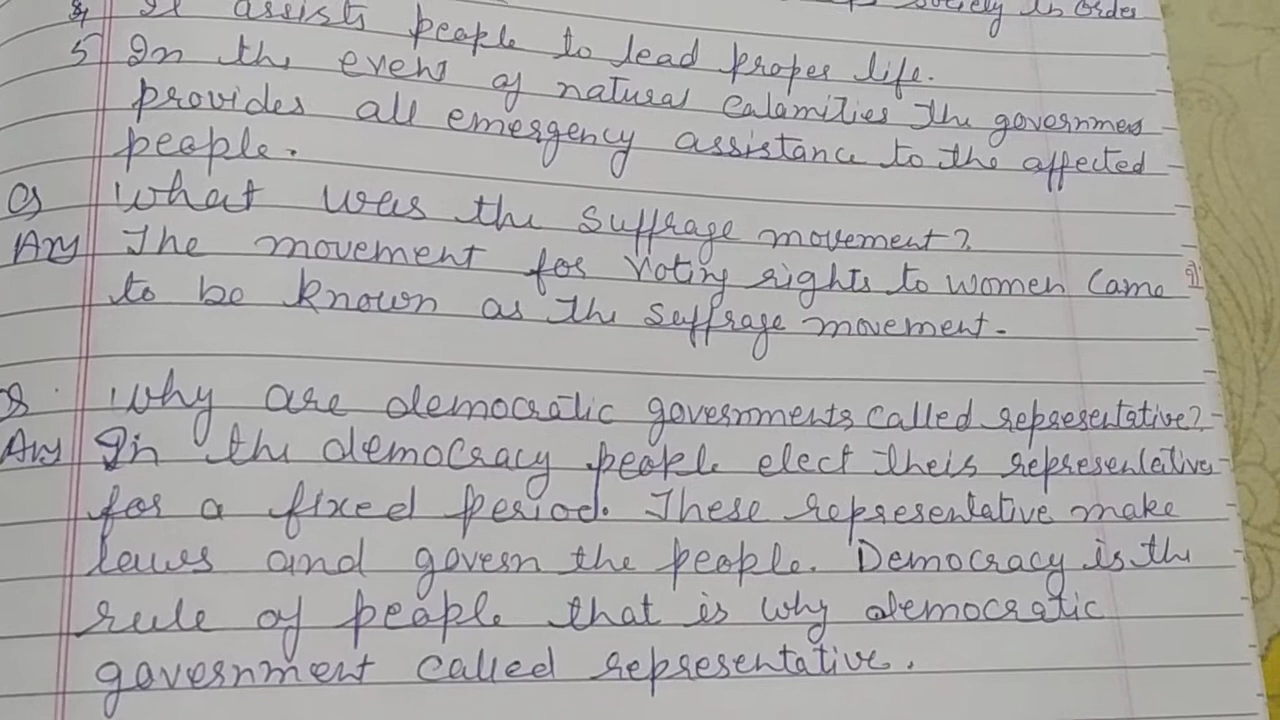 society in order
4 It assists people to lead proper life.
5 In the event of natural calamities the government
provides all emergency assistance to the affected
people.
Q What was the suffrage movement?
Ans The movement for voting rights to women came
to be known as the suffrage movement.
Q. Why are democratic governments called representative?
Ans In the democracy people elect their representative
for a fixed period. These representative make
laws and govern the people. Democracy is the
rule of people that is why democratic
government called representative.